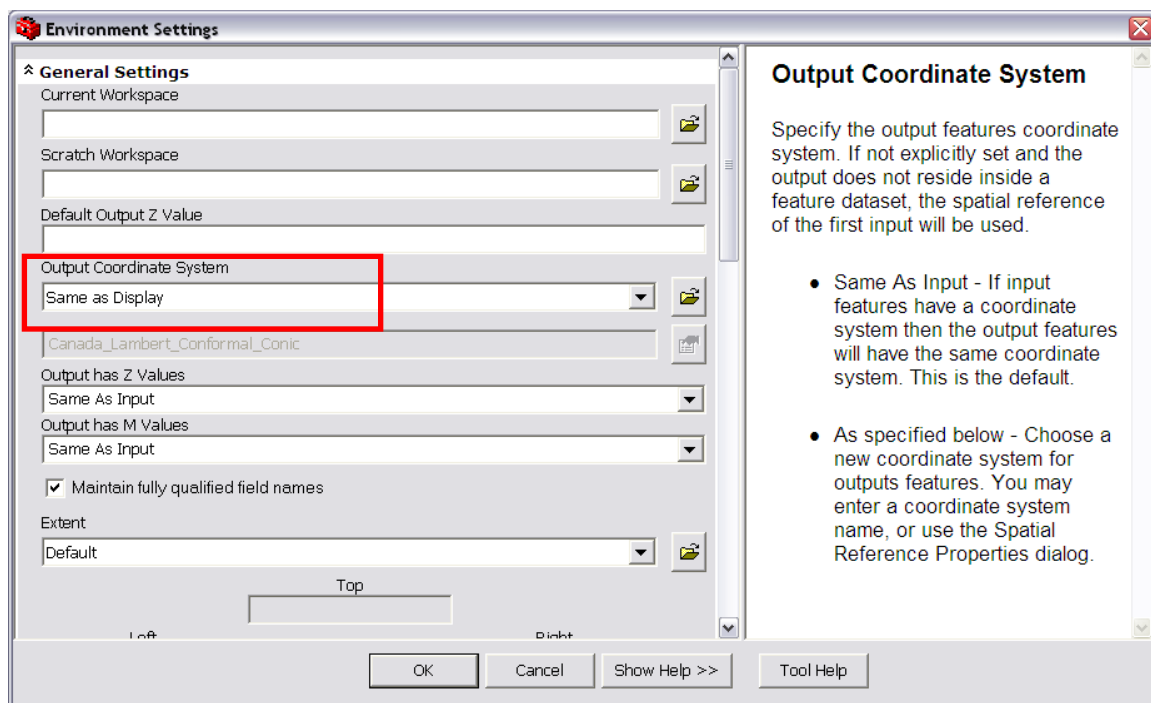 Environment Settings
General Settings
Current Workspace
Scratch Workspace
Default Output Z Value
Output Coordinate System
Same as Display
Canada_Lambert_Conformal_Conic
Output has Z Values
Same As Input
Output has M Values
Same As Input
Maintain fully qualified field names
Extent
Default
Top
Left
Right
OK
Cancel
Show Help >>
Tool Help
Output Coordinate System
Specify the output features coordinate
system. If not explicitly set and the
output does not reside inside a
feature dataset, the spatial reference
of the first input will be used.
● Same As Input - If input
features have a coordinate
system then the output features
will have the same coordinate
system. This is the default.
● As specified below - Choose a
new coordinate system for
outputs features. You may
enter a coordinate system
name, or use the Spatial
Reference Properties dialog.